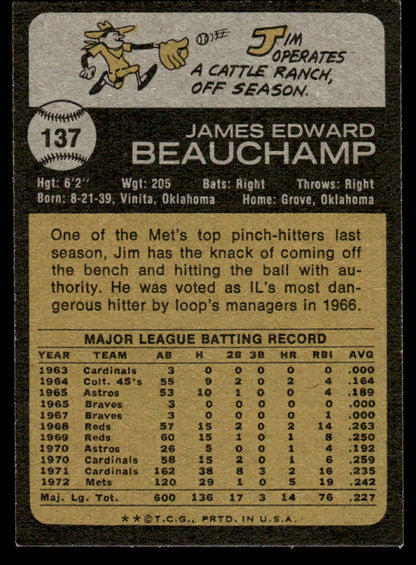 JIM
OPERATES
A CATTLE RANCH,
OFF SEASON.
137
JAMES EDWARD
BEAUCHAMP
Hgt: 6'2" Wgt: 205 Bats: Right Throws: Right
Born: 8-21-39, Vinita, Oklahoma Home: Grove, Oklahoma
One of the Met's top pinch-hitters last
season, Jim has the knack of coming off
the bench and hitting the ball with au-
thority. He was voted as IL's most dan-
gerous hitter by loop's managers in 1966.
MAJOR LEAGUE BATTING RECORD
YEAR TEAM AB H 2B 3B HR RBI AVG
1963 Cardinals 3 0 0 0 0 0 .000
1964 Colt. 45's 55 9 2 0 2 4 .164
1965 Astros 53 10 1 0 0 4 .189
1965 Braves 3 0 0 0 0 0 .000
1967 Braves 3 0 0 0 0 1 .000
1968 Reds 57 15 2 0 2 14 .263
1969 Reds 60 15 1 0 1 8 .250
1970 Astros 26 5 0 0 1 4 .192
1970 Cardinals 58 15 2 0 1 6 .259
1971 Cardinals 162 38 8 3 2 16 .235
1972 Mets 120 29 1 0 5 19 .242
Maj. Lg. Tot. 600 136 17 3 14 76 .227
**©T.C.G., PRTD. IN U.S.A.